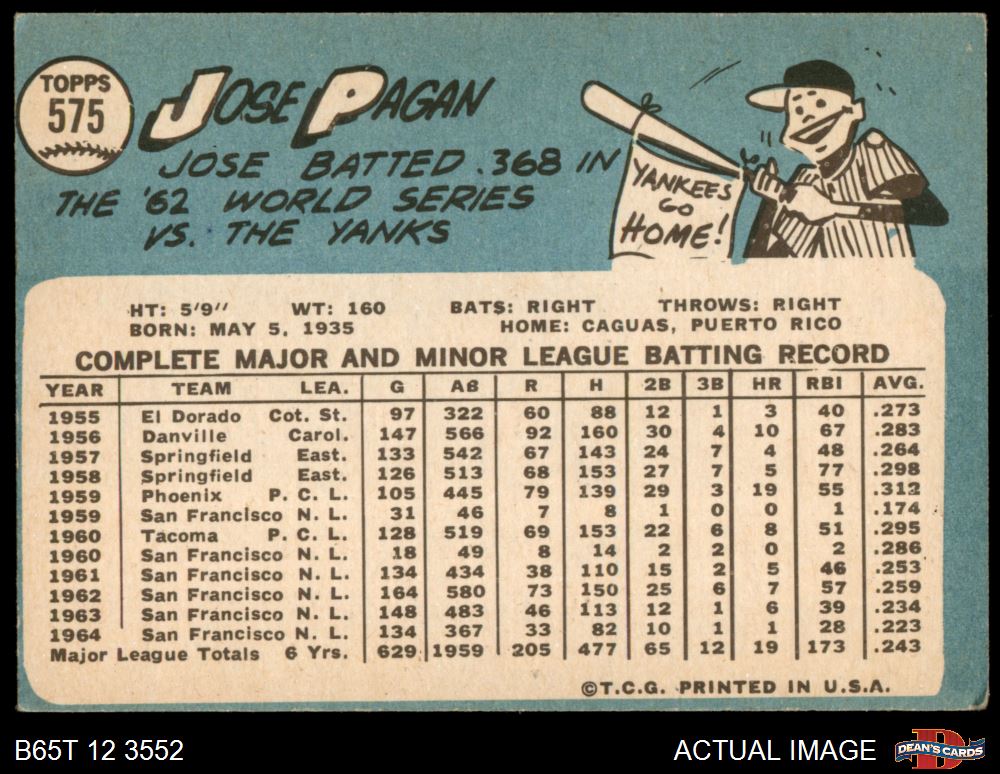 TOPPS
575
JOSE PAGAN
JOSE BATTED .368 IN
THE '62 WORLD SERIES
VS. THE YANKS
YANKEES
GO
HOME!
HT: 5'9" WT: 160 BATS: RIGHT THROWS: RIGHT
BORN: MAY 5, 1935 HOME: CAGUAS, PUERTO RICO
COMPLETE MAJOR AND MINOR LEAGUE BATTING RECORD
YEAR TEAM LEA. G AB R H 2B 3B HR RBI AVG.
1955 El Dorado Cot. St. 97 322 60 88 12 1 3 40 .273
1956 Danville Carol. 147 566 92 160 30 4 10 67 .283
1957 Springfield East. 133 542 67 143 24 7 4 48 .264
1958 Springfield East. 126 513 68 153 27 7 5 77 .298
1959 Phoenix P. C. L. 105 445 79 139 29 3 19 55 .312
1959 San Francisco N. L. 31 46 7 8 1 0 0 1 .174
1960 Tacoma P. C. L. 128 519 69 153 22 6 8 51 .295
1960 San Francisco N. L. 18 49 8 14 2 2 0 2 .286
1961 San Francisco N. L. 134 434 38 110 15 2 5 46 .253
1962 San Francisco N. L. 164 580 73 150 25 6 7 57 .259
1963 San Francisco N. L. 148 483 46 113 12 1 6 39 .234
1964 San Francisco N. L. 134 367 33 82 10 1 1 28 .223
Major League Totals 6 Yrs. 629 1959 205 477 65 12 19 173 .243
©T.C.G. PRINTED IN U.S.A.
B65T 12 3552 ACTUAL IMAGE DEAN'S CARDS